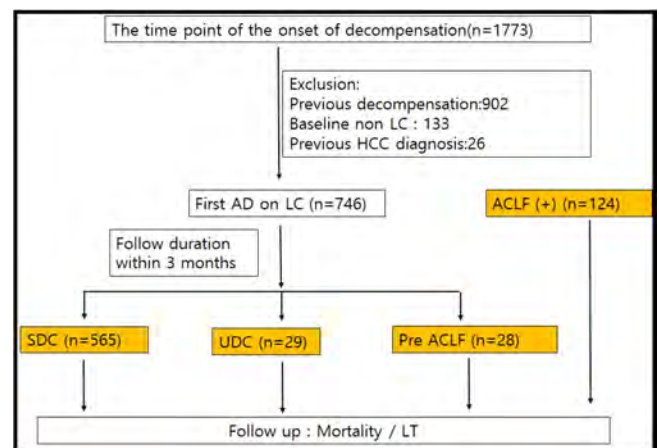 The time point of the onset of decompensation(n=1773)
Exclusion:
Previous decompensation:902
Baseline non LC : 133
Previous HCC diagnosis:26
First AD on LC (n=746)
ACLF (+) (n=124)
Follow duration
within 3 months
SDC (n=565)
UDC (n=29)
Pre ACLF (n=28)
Follow up : Mortality / LT